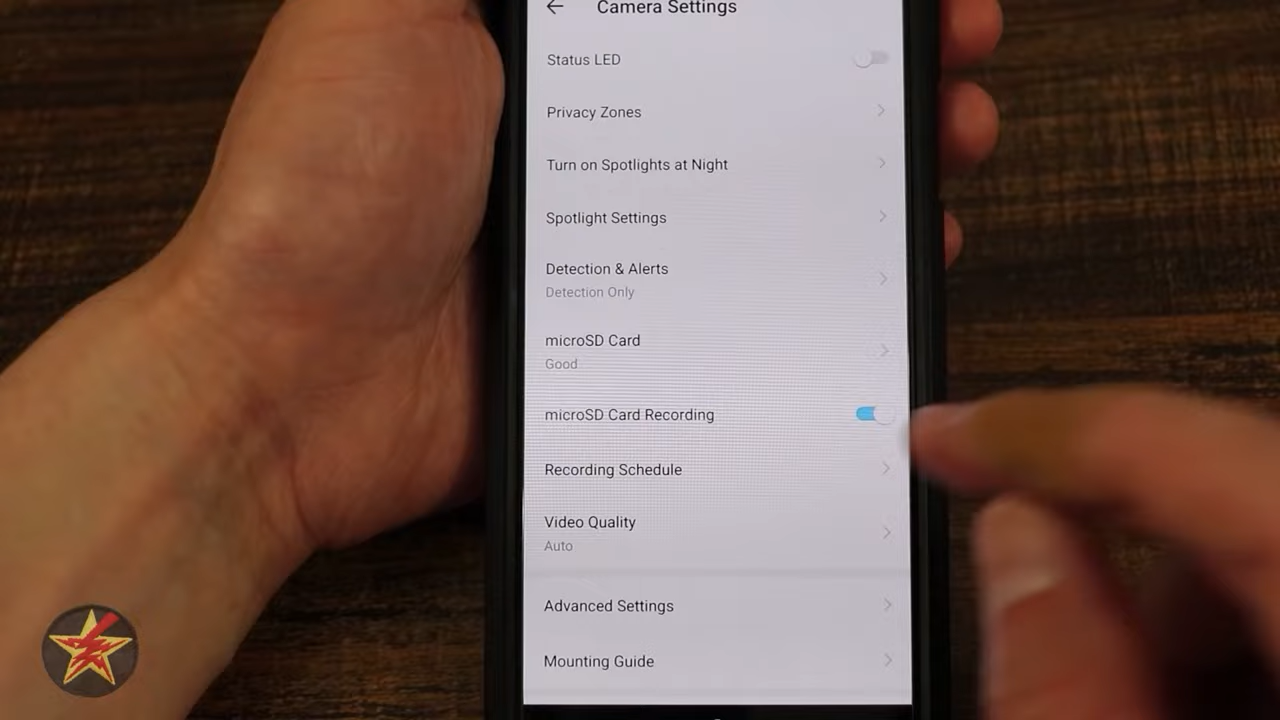 Camera Settings
Status LED
Privacy Zones
Turn on Spotlights at Night
Spotlight Settings
Detection & Alerts
Detection Only
microSD Card
Good
microSD Card Recording
Recording Schedule
Video Quality
Auto
Advanced Settings
Mounting Guide